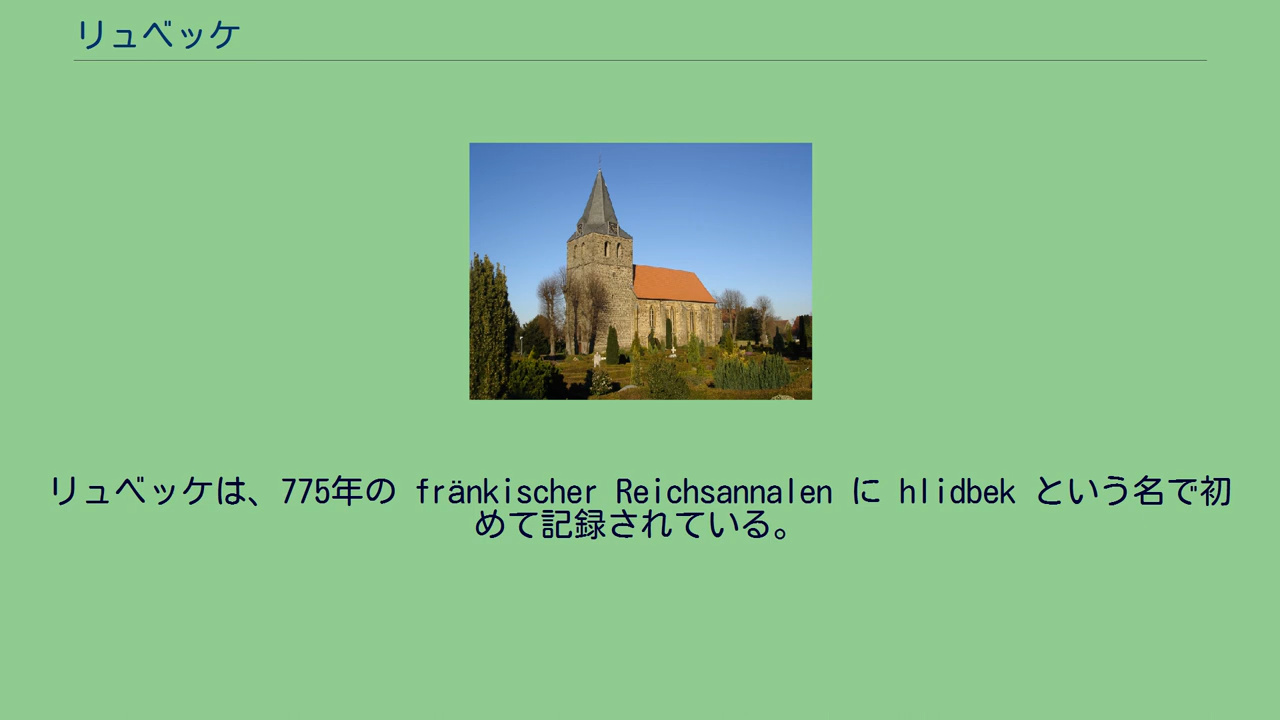 リュベッケ
リュベッケは、775年の fränkischer Reichsannalen に hlidbek という名で初
めて記録されている。